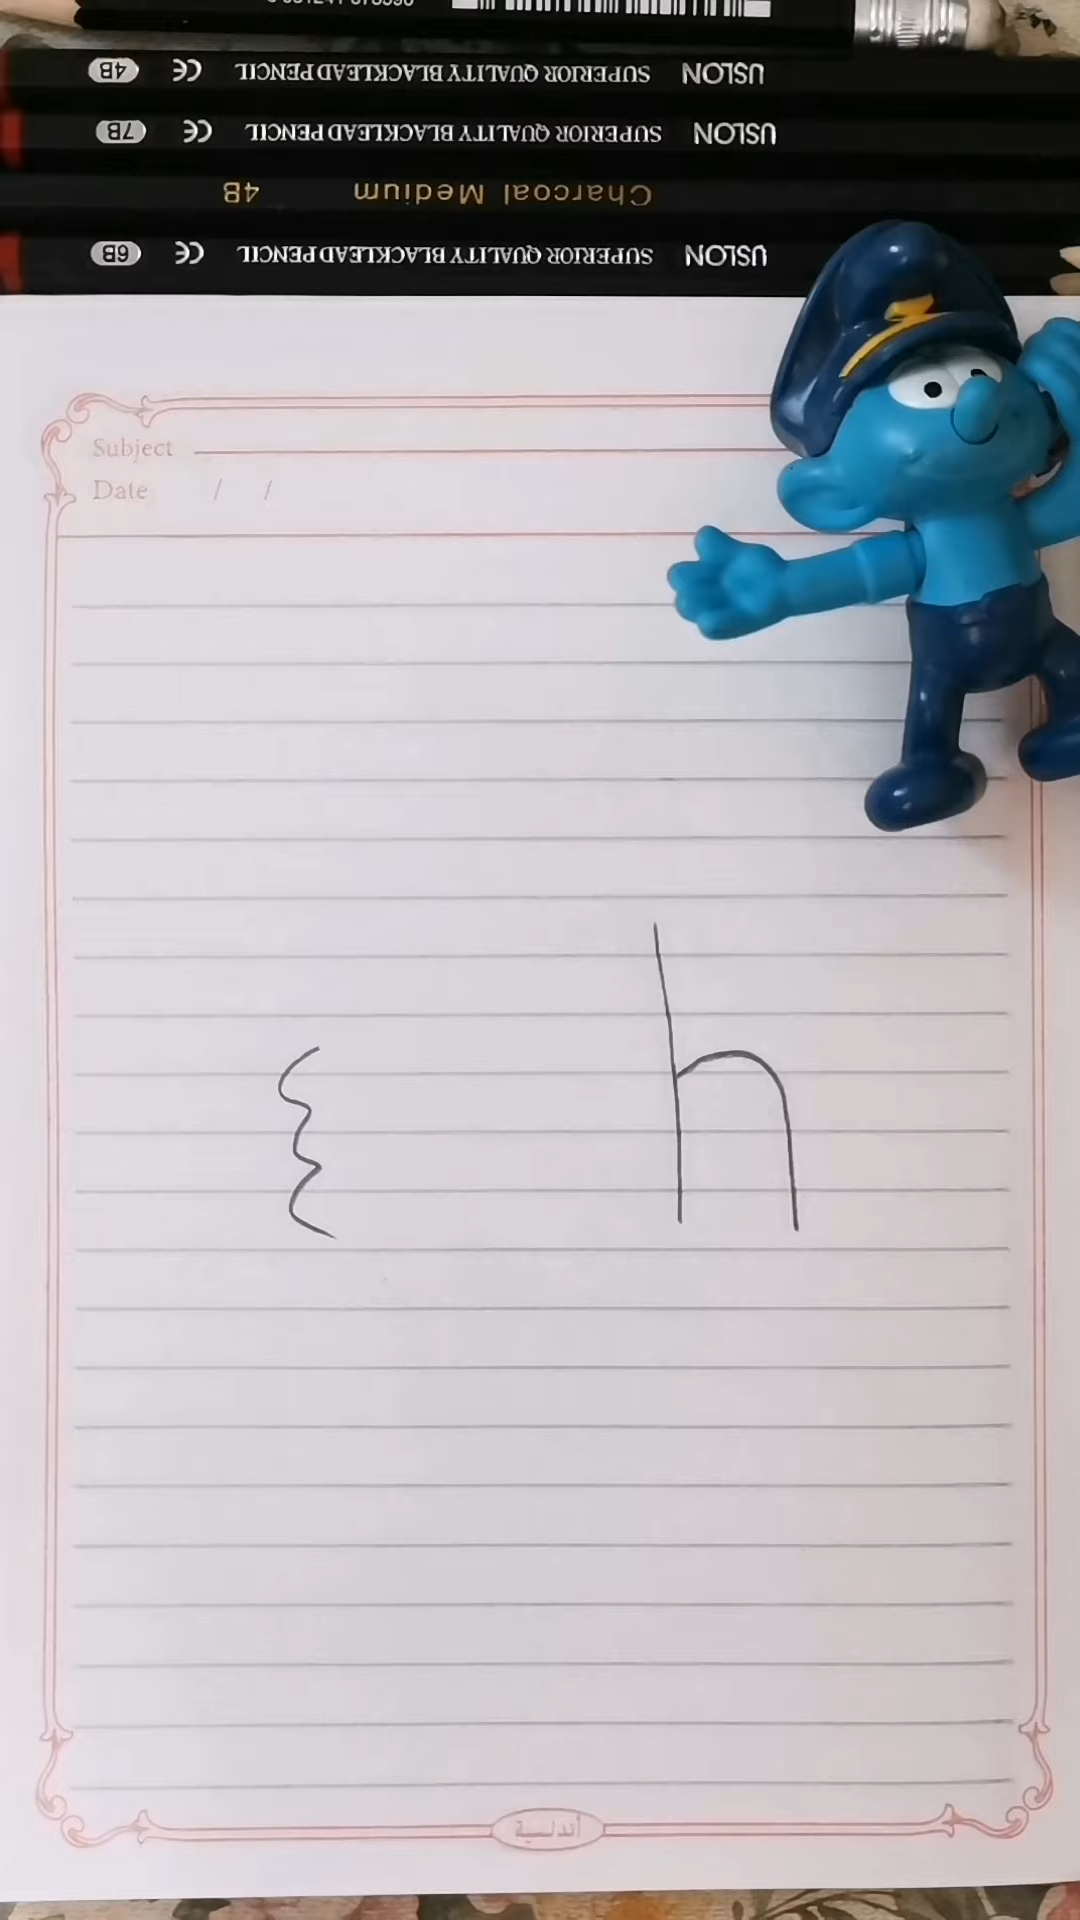 USLON SUPERIOR QUALITY BLACKLEAD PENCIL CE 4B
USLON SUPERIOR QUALITY BLACKLEAD PENCIL CE 7B
Charcoal Medium 4B
USLON SUPERIOR QUALITY BLACKLEAD PENCIL CE 6B
Subject
Date / /
h
أندلسية